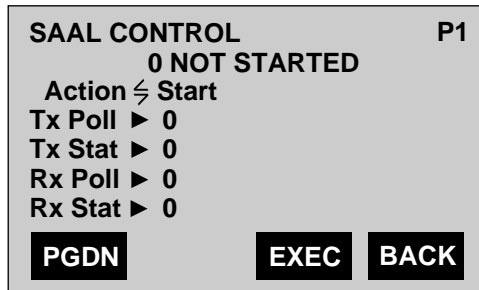 SAAL CONTROL P1
0 NOT STARTED
Action ⇋ Start
Tx Poll ► 0
Tx Stat ► 0
Rx Poll ► 0
Rx Stat ► 0
PGDN EXEC BACK